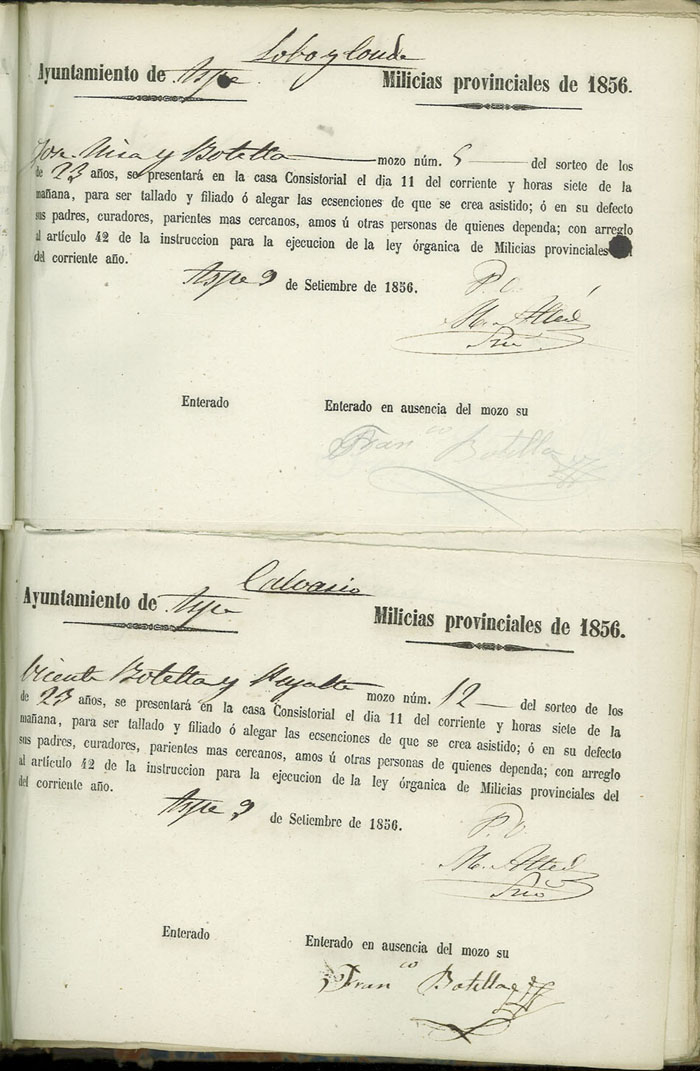 Lobo y Conde
Ayuntamiento de Aspe Milicias provinciales de 1856.
y Botella mozo núm. 5 del sorteo de los
de 23 años, se presentará en la casa Consistorial el dia 11 del corriente y horas siete de la
mañana, para ser tallado y filiado ó alegar las ecsenciones de que se crea asistido; ó en su defecto
sus padres, curadores, parientes mas cercanos, amos ú otras personas de quienes dependa; con arreglo
al artículo 42 de la instruccion para la ejecucion de la ley órganica de Milicias provinciales
del corriente año.
Aspe 9 de Setiembre de 1856.
P. O.
M. Alted
Srio
Enterado Enterado en ausencia del mozo su
Franco Botella
Calvario
Ayuntamiento de Aspe Milicias provinciales de 1856.
Vicente Botella y mozo núm. 12 del sorteo de los
de 23 años, se presentará en la casa Consistorial el dia 11 del corriente y horas siete de la
mañana, para ser tallado y filiado ó alegar las ecsenciones de que se crea asistido; ó en su defecto
sus padres, curadores, parientes mas cercanos, amos ú otras personas de quienes dependa; con arreglo
al artículo 42 de la instruccion para la ejecucion de la ley órganica de Milicias provinciales del
del corriente año.
Aspe 9 de Setiembre de 1856.
P. O.
M. Alted
Srio
Enterado Enterado en ausencia del mozo su
Franco Botella